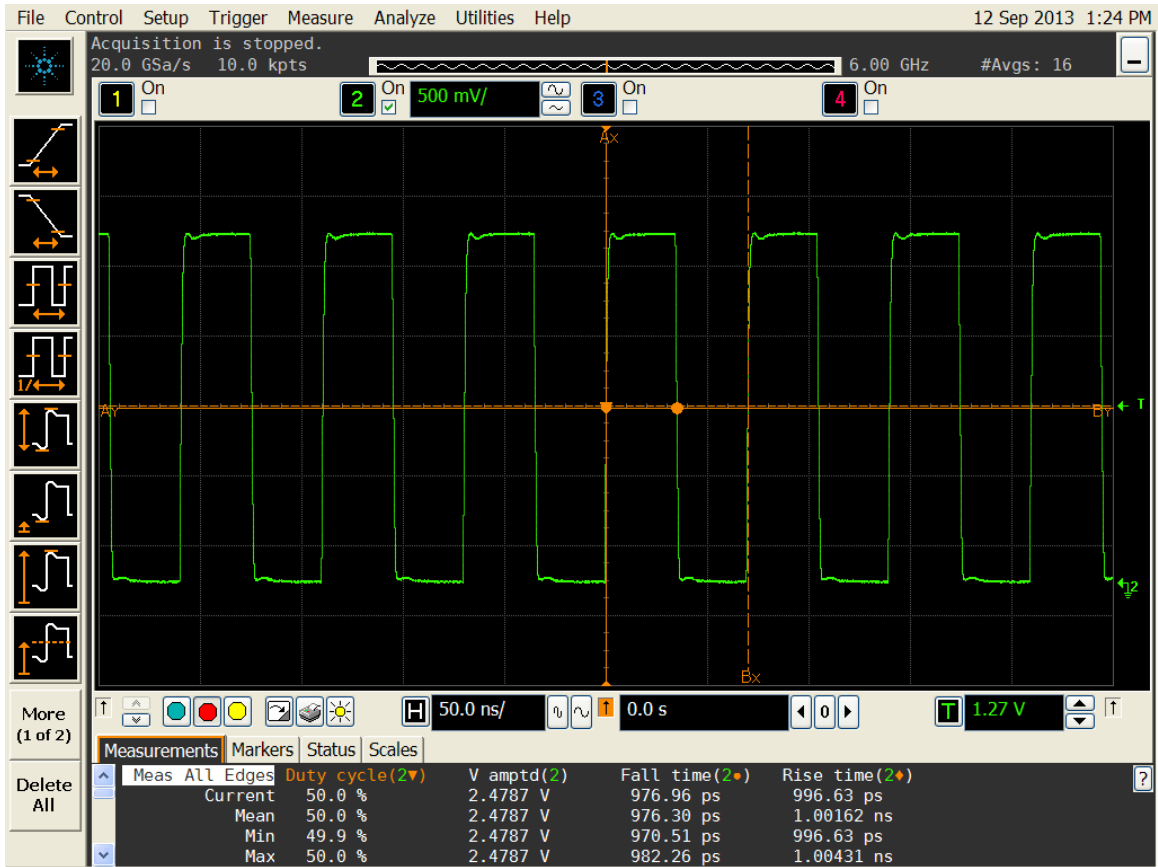 File Control Setup Trigger Measure Analyze Utilities Help 12 Sep 2013 1:24 PM
Acquisition is stopped.
20.0 GSa/s 10.0 kpts 6.00 GHz #Avgs: 16
1 On 2 On 500 mV/ 3 On 4 On
Ax
AY BY T
1/
2
Bx
More
(1 of 2)
Delete
All
H 50.0 ns/ 0.0 s 0 T 1.27 V
Measurements Markers Status Scales
Meas All Edges Duty cycle(2▼) V amptd(2) Fall time(2●) Rise time(2♦) ?
Current 50.0 % 2.4787 V 976.96 ps 996.63 ps
Mean 50.0 % 2.4787 V 976.30 ps 1.00162 ns
Min 49.9 % 2.4787 V 970.51 ps 996.63 ps
Max 50.0 % 2.4787 V 982.26 ps 1.00431 ns